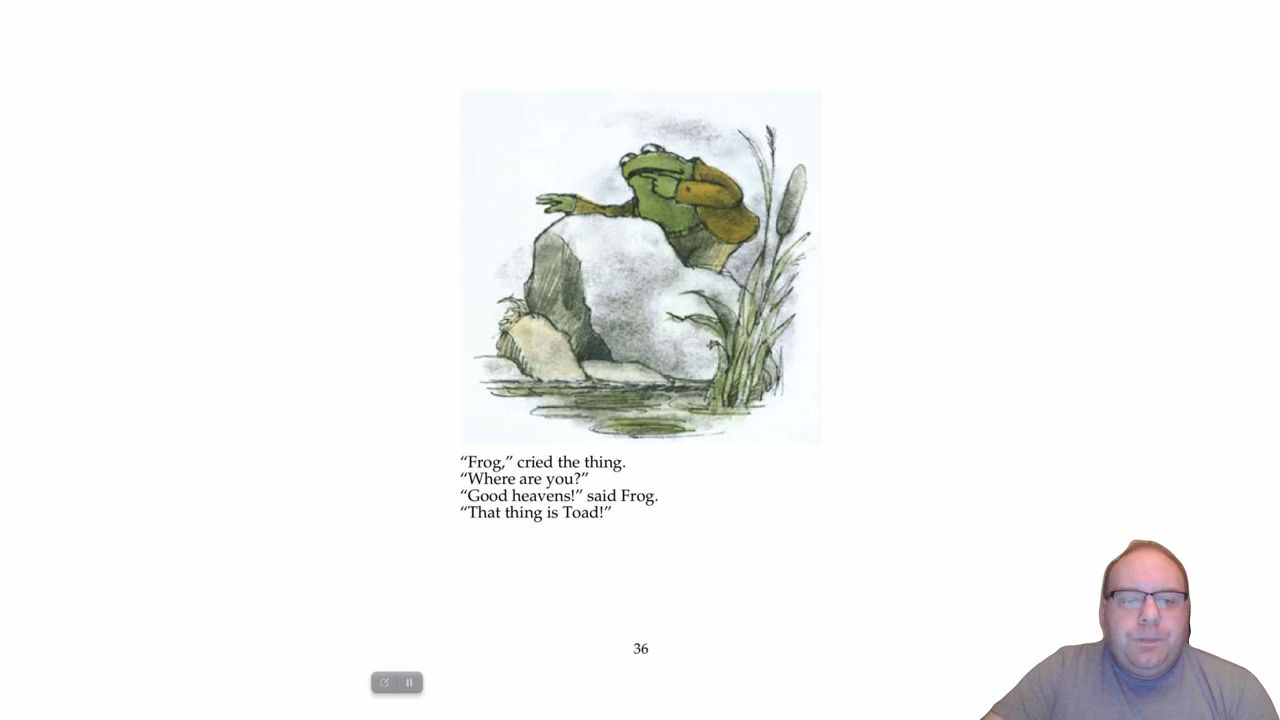 “Frog,” cried the thing.
“Where are you?”
“Good heavens!” said Frog.
“That thing is Toad!”
36